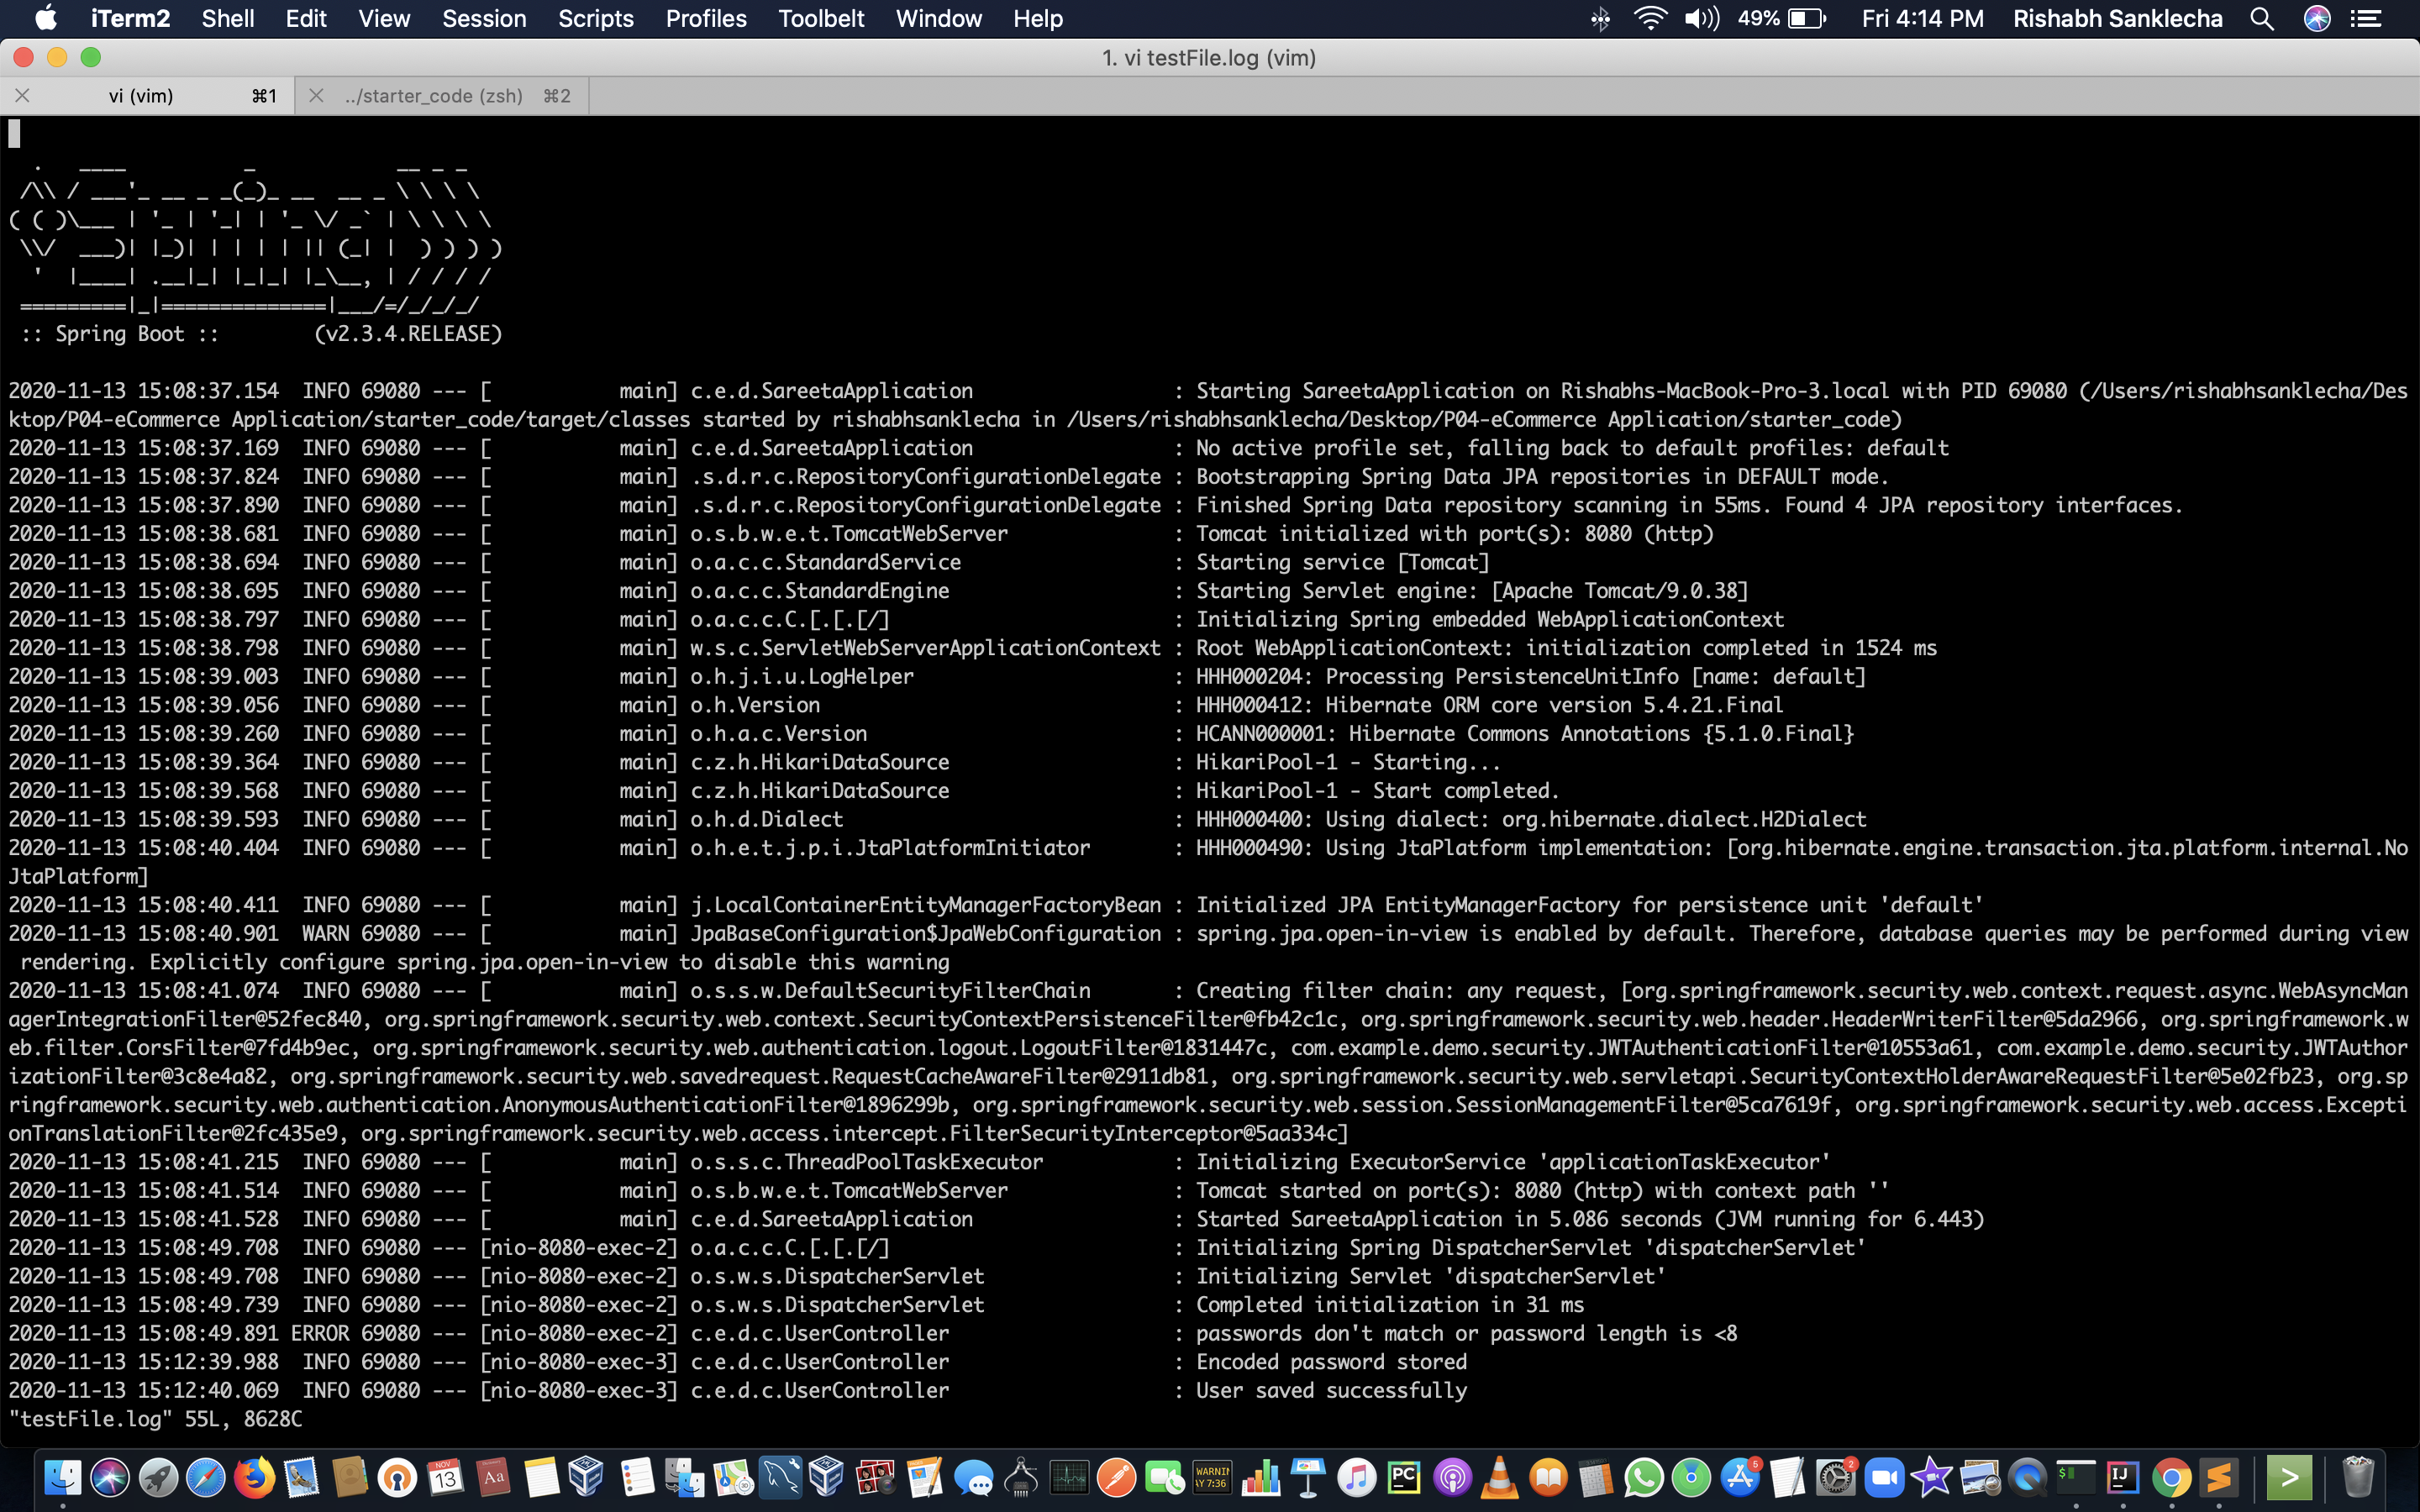 iTerm2 Shell Edit View Session Scripts Profiles Toolbelt Window Help 49% Fri 4:14 PM Rishabh Sanklecha
1. vi testFile.log (vim)
vi (vim) ⌘1 ../starter_code (zsh) ⌘2
  .   ____          _            __ _ _
 /\\ / ___'_ __ _ _(_)_ __  __ _ \ \ \ \
( ( )\___ | '_ | '_| | '_ \/ _` | \ \ \ \
 \\/  ___)| |_)| | | | | || (_| |  ) ) ) )
  '  |____| .__|_| |_|_| |_\__, | / / / /
 =========|_|==============|___/=/_/_/_/
 :: Spring Boot ::        (v2.3.4.RELEASE)
2020-11-13 15:08:37.154  INFO 69080 --- [           main] c.e.d.SareetaApplication                 : Starting SareetaApplication on Rishabhs-MacBook-Pro-3.local with PID 69080 (/Users/rishabhsanklecha/Des
ktop/P04-eCommerce Application/starter_code/target/classes started by rishabhsanklecha in /Users/rishabhsanklecha/Desktop/P04-eCommerce Application/starter_code)
2020-11-13 15:08:37.169  INFO 69080 --- [           main] c.e.d.SareetaApplication                 : No active profile set, falling back to default profiles: default
2020-11-13 15:08:37.824  INFO 69080 --- [           main] .s.d.r.c.RepositoryConfigurationDelegate : Bootstrapping Spring Data JPA repositories in DEFAULT mode.
2020-11-13 15:08:37.890  INFO 69080 --- [           main] .s.d.r.c.RepositoryConfigurationDelegate : Finished Spring Data repository scanning in 55ms. Found 4 JPA repository interfaces.
2020-11-13 15:08:38.681  INFO 69080 --- [           main] o.s.b.w.e.t.TomcatWebServer              : Tomcat initialized with port(s): 8080 (http)
2020-11-13 15:08:38.694  INFO 69080 --- [           main] o.a.c.c.StandardService                  : Starting service [Tomcat]
2020-11-13 15:08:38.695  INFO 69080 --- [           main] o.a.c.c.StandardEngine                   : Starting Servlet engine: [Apache Tomcat/9.0.38]
2020-11-13 15:08:38.797  INFO 69080 --- [           main] o.a.c.c.C.[.[.[/]                        : Initializing Spring embedded WebApplicationContext
2020-11-13 15:08:38.798  INFO 69080 --- [           main] w.s.c.ServletWebServerApplicationContext : Root WebApplicationContext: initialization completed in 1524 ms
2020-11-13 15:08:39.003  INFO 69080 --- [           main] o.h.j.i.u.LogHelper                      : HHH000204: Processing PersistenceUnitInfo [name: default]
2020-11-13 15:08:39.056  INFO 69080 --- [           main] o.h.Version                              : HHH000412: Hibernate ORM core version 5.4.21.Final
2020-11-13 15:08:39.260  INFO 69080 --- [           main] o.h.a.c.Version                          : HCANN000001: Hibernate Commons Annotations {5.1.0.Final}
2020-11-13 15:08:39.364  INFO 69080 --- [           main] c.z.h.HikariDataSource                   : HikariPool-1 - Starting...
2020-11-13 15:08:39.568  INFO 69080 --- [           main] c.z.h.HikariDataSource                   : HikariPool-1 - Start completed.
2020-11-13 15:08:39.593  INFO 69080 --- [           main] o.h.d.Dialect                            : HHH000400: Using dialect: org.hibernate.dialect.H2Dialect
2020-11-13 15:08:40.404  INFO 69080 --- [           main] o.h.e.t.j.p.i.JtaPlatformInitiator       : HHH000490: Using JtaPlatform implementation: [org.hibernate.engine.transaction.jta.platform.internal.No
JtaPlatform]
2020-11-13 15:08:40.411  INFO 69080 --- [           main] j.LocalContainerEntityManagerFactoryBean : Initialized JPA EntityManagerFactory for persistence unit 'default'
2020-11-13 15:08:40.901  WARN 69080 --- [           main] JpaBaseConfiguration$JpaWebConfiguration : spring.jpa.open-in-view is enabled by default. Therefore, database queries may be performed during view
 rendering. Explicitly configure spring.jpa.open-in-view to disable this warning
2020-11-13 15:08:41.074  INFO 69080 --- [           main] o.s.s.w.DefaultSecurityFilterChain       : Creating filter chain: any request, [org.springframework.security.web.context.request.async.WebAsyncMan
agerIntegrationFilter@52fec840, org.springframework.security.web.context.SecurityContextPersistenceFilter@fb42c1c, org.springframework.security.web.header.HeaderWriterFilter@5da2966, org.springframework.w
eb.filter.CorsFilter@7fd4b9ec, org.springframework.security.web.authentication.logout.LogoutFilter@1831447c, com.example.demo.security.JWTAuthenticationFilter@10553a61, com.example.demo.security.JWTAuthor
izationFilter@3c8e4a82, org.springframework.security.web.savedrequest.RequestCacheAwareFilter@2911db81, org.springframework.security.web.servletapi.SecurityContextHolderAwareRequestFilter@5e02fb23, org.sp
ringframework.security.web.authentication.AnonymousAuthenticationFilter@1896299b, org.springframework.security.web.session.SessionManagementFilter@5ca7619f, org.springframework.security.web.access.Excepti
onTranslationFilter@2fc435e9, org.springframework.security.web.access.intercept.FilterSecurityInterceptor@5aa334c]
2020-11-13 15:08:41.215  INFO 69080 --- [           main] o.s.s.c.ThreadPoolTaskExecutor           : Initializing ExecutorService 'applicationTaskExecutor'
2020-11-13 15:08:41.514  INFO 69080 --- [           main] o.s.b.w.e.t.TomcatWebServer              : Tomcat started on port(s): 8080 (http) with context path ''
2020-11-13 15:08:41.528  INFO 69080 --- [           main] c.e.d.SareetaApplication                 : Started SareetaApplication in 5.086 seconds (JVM running for 6.443)
2020-11-13 15:08:49.708  INFO 69080 --- [nio-8080-exec-2] o.a.c.c.C.[.[.[/]                        : Initializing Spring DispatcherServlet 'dispatcherServlet'
2020-11-13 15:08:49.708  INFO 69080 --- [nio-8080-exec-2] o.s.w.s.DispatcherServlet                : Initializing Servlet 'dispatcherServlet'
2020-11-13 15:08:49.739  INFO 69080 --- [nio-8080-exec-2] o.s.w.s.DispatcherServlet                : Completed initialization in 31 ms
2020-11-13 15:08:49.891 ERROR 69080 --- [nio-8080-exec-2] c.e.d.c.UserController                   : passwords don't match or password length is <8
2020-11-13 15:12:39.988  INFO 69080 --- [nio-8080-exec-3] c.e.d.c.UserController                   : Encoded password stored
2020-11-13 15:12:40.069  INFO 69080 --- [nio-8080-exec-3] c.e.d.c.UserController                   : User saved successfully
"testFile.log" 55L, 8628C
NOV 13 Aa PC 5 2 IJ